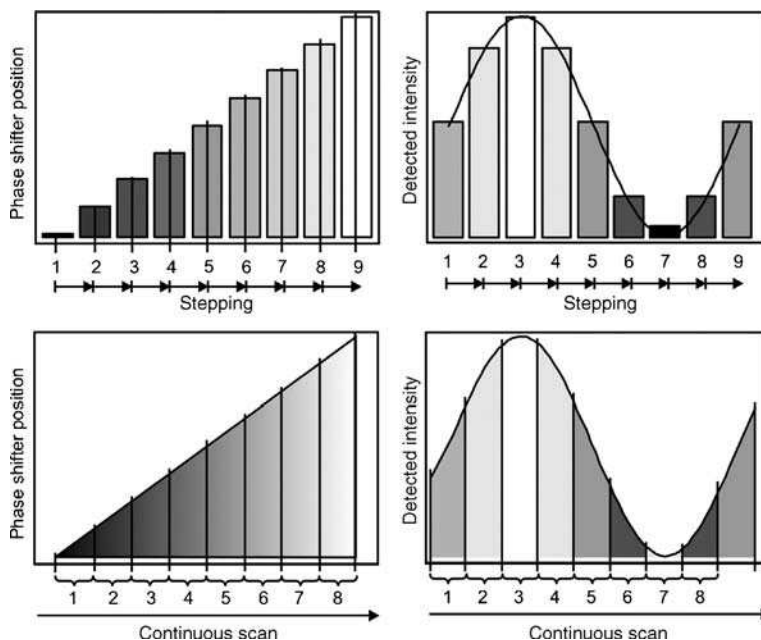 Phase shifter position
1 2 3 4 5 6 7 8 9
Stepping
Detected intensity
1 2 3 4 5 6 7 8 9
Stepping
Phase shifter position
1 2 3 4 5 6 7 8
Continuous scan
Detected intensity
1 2 3 4 5 6 7 8
Continuous scan